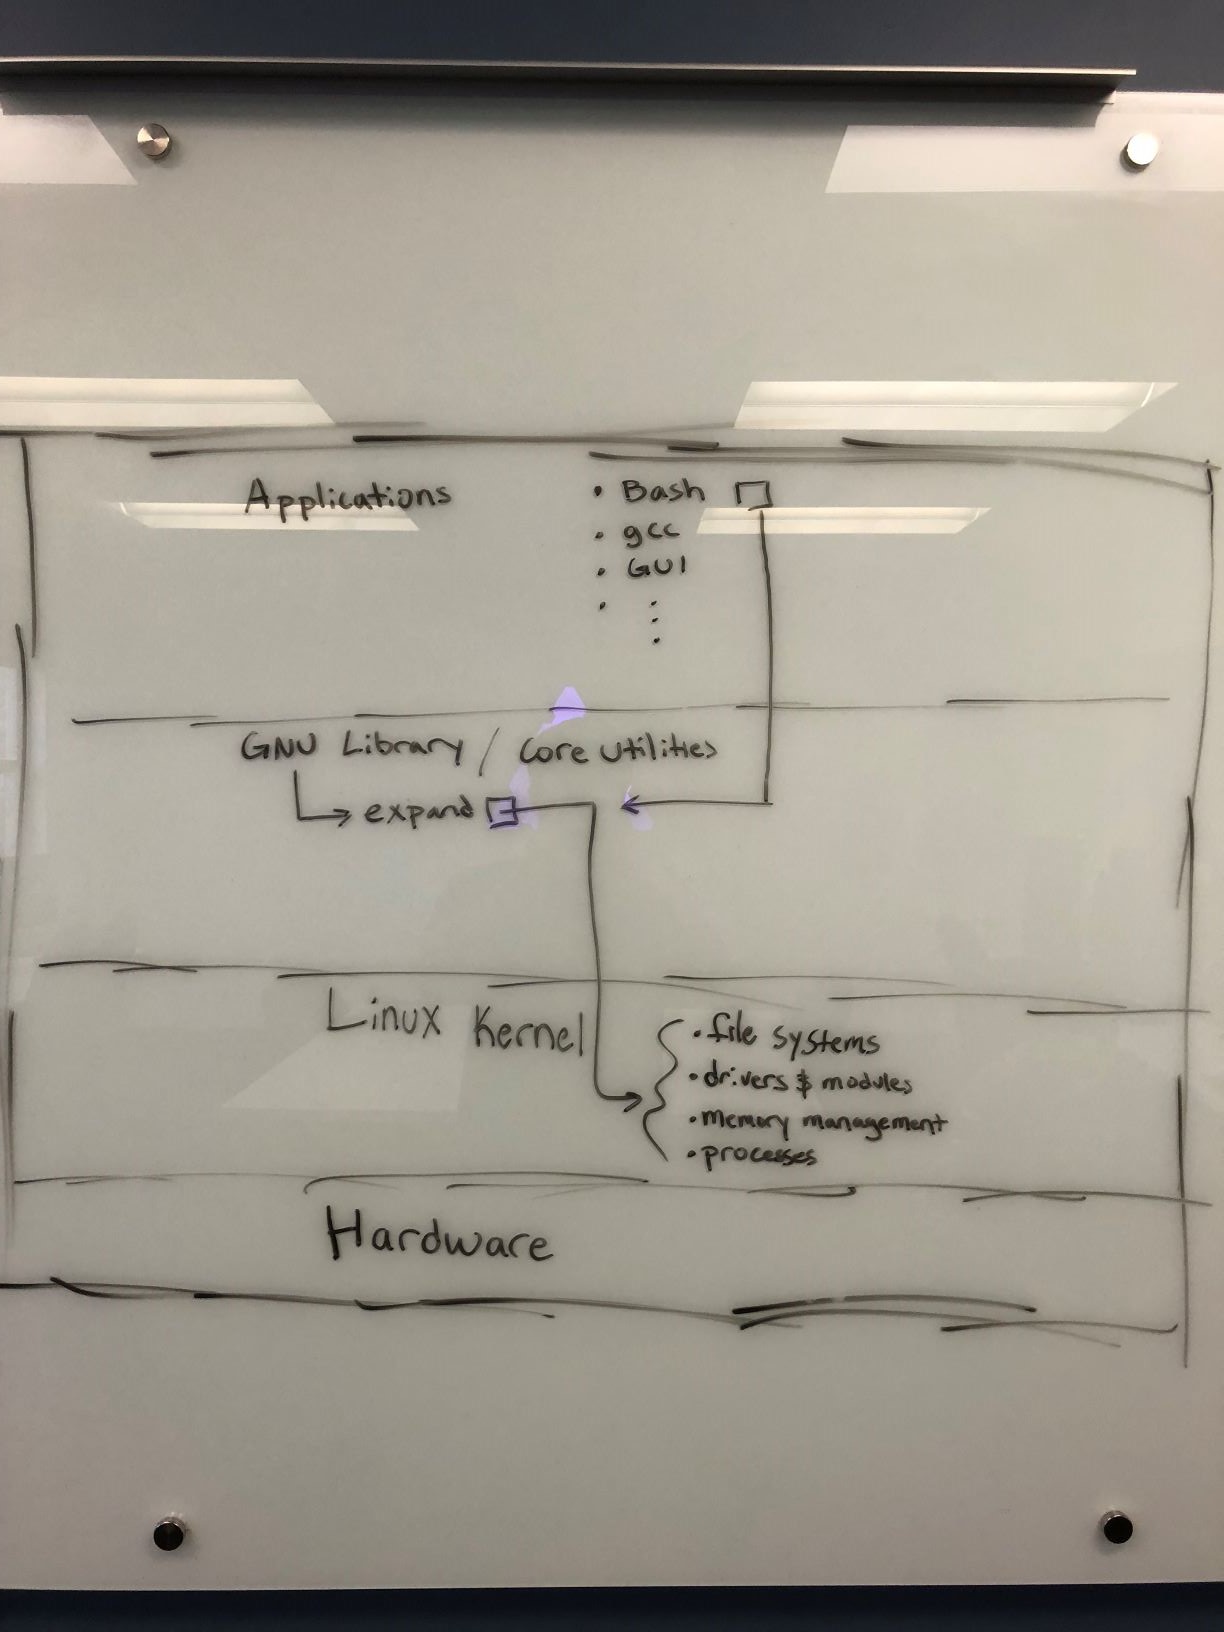 Applications
• Bash
• gcc
• GUI
•
⋮
GNU Library / Core utilities
expand
Linux Kernel
• file systems
• drivers & modules
• memory management
• processes
Hardware